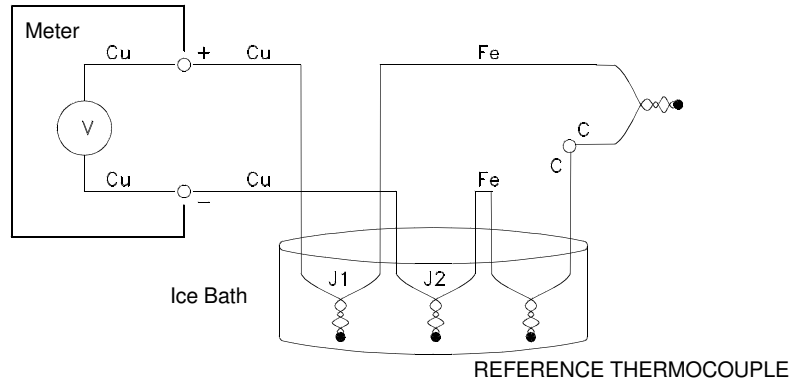 Meter
Cu + Cu Fe
V
C
C
Cu Cu Fe
−
J1 J2
Ice Bath
REFERENCE THERMOCOUPLE